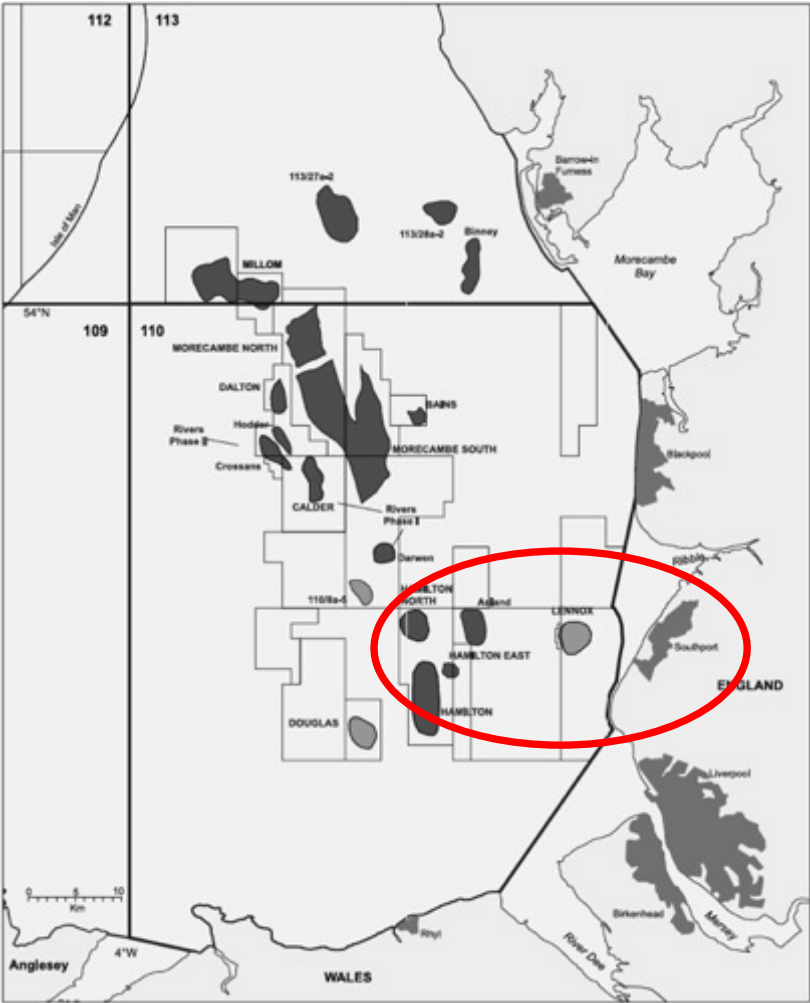 112
113
113/27a-2
Barrow-in
Furness
113/28a-2
Binney
Isle of Man
Morecambe
Bay
MILLOM
54°N
109
110
MORECAMBE NORTH
DALTON
BAINS
Hodder
Rivers
Phase II
MORECAMBE SOUTH
Crossans
Blackpool
CALDER
Rivers
Phase II
Darwen
Ribble
110/8a-5
HAMILTON
NORTH
Asland
LENNOX
Southport
HAMILTON EAST
ENGLAND
HAMILTON
DOUGLAS
Liverpool
0
5
10
Km
Birkenhead
Mersey
Rhyl
River Dee
4°W
Anglesey
WALES